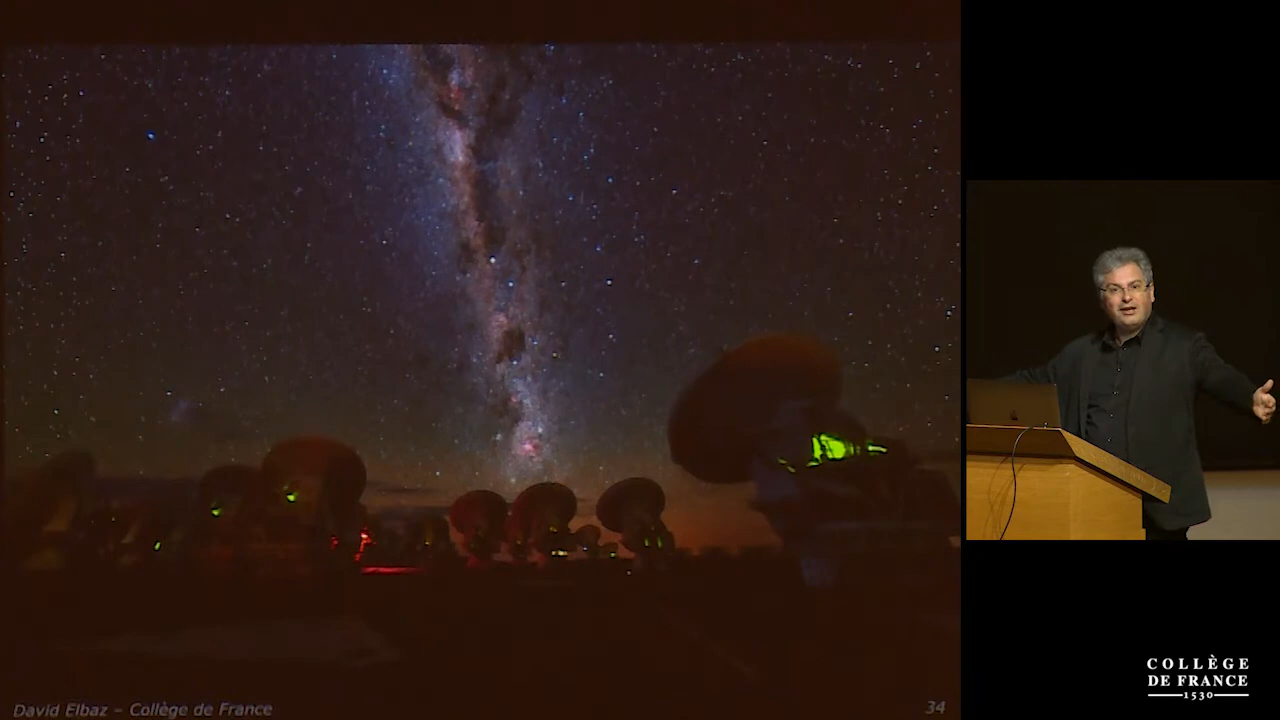 David Elbaz – Collège de France
34
COLLÈGE
DE FRANCE
1530